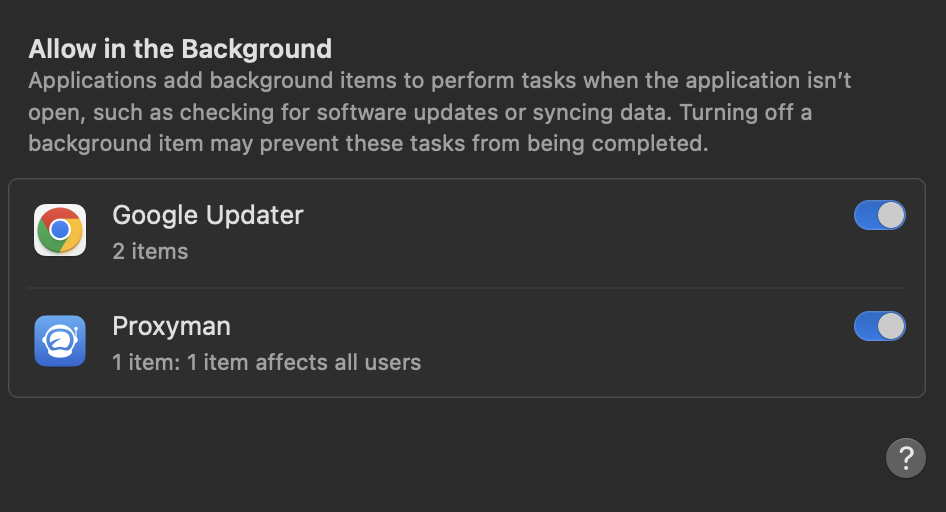 Allow in the Background
Applications add background items to perform tasks when the application isn’t
open, such as checking for software updates or syncing data. Turning off a
background item may prevent these tasks from being completed.
Google Updater
2 items
Proxyman
1 item: 1 item affects all users
?